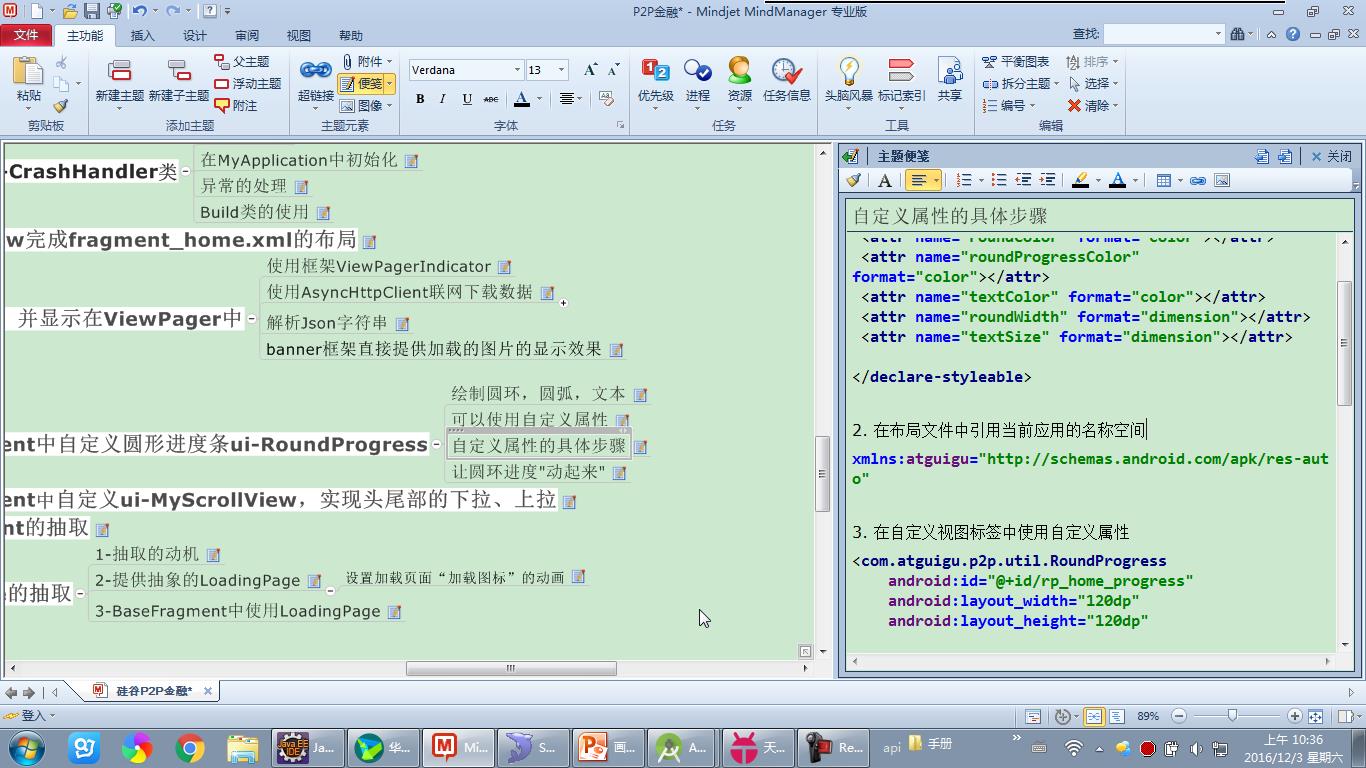 P2P金融* - Mindjet MindManager 专业版
文件 主功能 插入 设计 审阅 视图 帮助 查找:
粘贴 新建主题 新建子主题 父主题 浮动主题 附注 超链接 附件 便笺 图像 Verdana 13 优先级 进程 资源 任务信息 头脑风暴 标记索引 共享 平衡图表 拆分主题 编号 排序 选择 清除
B I U ABC A
剪贴板 添加主题 主题元素 字体 任务 工具 编辑
在MyApplication中初始化
-CrashHandler类
异常的处理
Build类的使用
w完成fragment_home.xml的布局
使用框架ViewPagerIndicator
使用AsyncHttpClient联网下载数据
并显示在ViewPager中
解析Json字符串
banner框架直接提供加载的图片的显示效果
绘制圆环，圆弧，文本
可以使用自定义属性
ent中自定义圆形进度条ui-RoundProgress
自定义属性的具体步骤
让圆环进度"动起来"
ent中自定义ui-MyScrollView，实现头尾部的下拉、上拉
nt的抽取
1-抽取的动机
2-提供抽象的LoadingPage
设置加载页面“加载图标”的动画
的抽取
3-BaseFragment中使用LoadingPage
主题便笺 关闭
自定义属性的具体步骤
<attr name="roundColor" format="color"></attr>
<attr name="roundProgressColor"
format="color"></attr>
<attr name="textColor" format="color"></attr>
<attr name="roundWidth" format="dimension"></attr>
<attr name="textSize" format="dimension"></attr>
</declare-styleable>
2. 在布局文件中引用当前应用的名称空间
xmlns:atguigu="http://schemas.android.com/apk/res-aut
o"
3. 在自定义视图标签中使用自定义属性
<com.atguigu.p2p.util.RoundProgress
android:id="@+id/rp_home_progress"
android:layout_width="120dp"
android:layout_height="120dp"
硅谷P2P金融*
登入 89%
Ja... 华... Mi... S... 画... A... 天... Re... api 手册 »
上午 10:36
2016/12/3 星期六